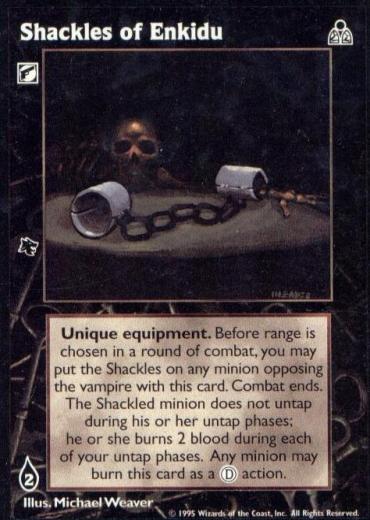 Shackles of Enkidu
Unique equipment. Before range is
chosen in a round of combat, you may
put the Shackles on any minion opposing
the vampire with this card. Combat ends.
The Shackled minion does not untap
during his or her untap phases;
he or she burns 2 blood during each
of your untap phases. Any minion may
burn this card as a Ⓓ action.
2
Illus. Michael Weaver
© 1995 Wizards of the Coast, Inc. All Rights Reserved.